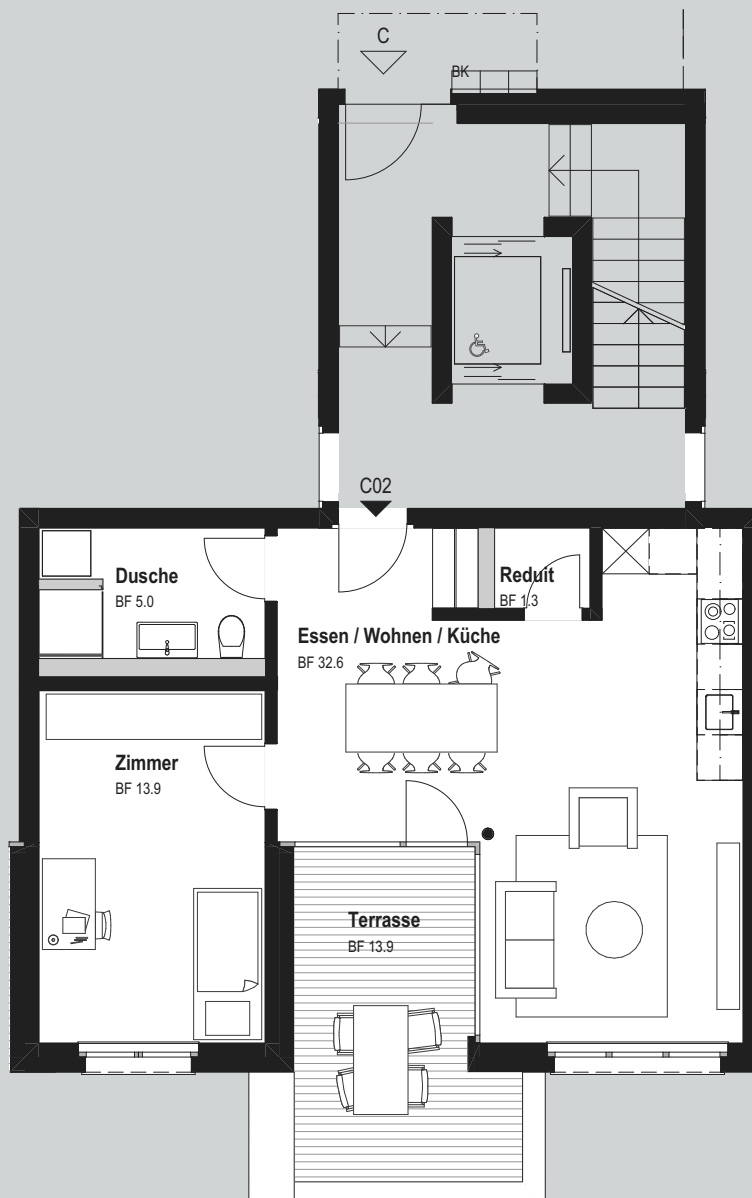 C
BK
C02
Dusche
BF 5.0
Reduit
BF 1.3
Essen / Wohnen / Küche
BF 32.6
Zimmer
BF 13.9
Terrasse
BF 13.9